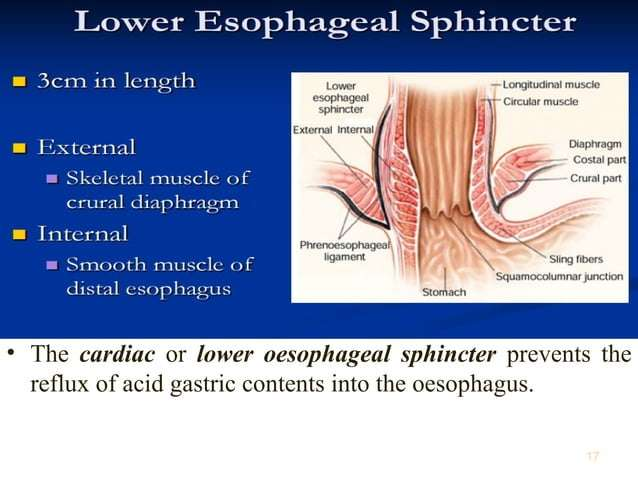 Lower Esophageal Sphincter
3cm in length
External
Skeletal muscle of
crural diaphragm
Internal
Smooth muscle of
distal esophagus
Lower
esophageal
sphincter
External Internal
Longitudinal muscle
Circular muscle
Diaphragm
Costal part
Crural part
Phrenoesophageal
ligament
Sling fibers
Squamocolumnar junction
Stomach
• The cardiac or lower oesophageal sphincter prevents the
reflux of acid gastric contents into the oesophagus.
17